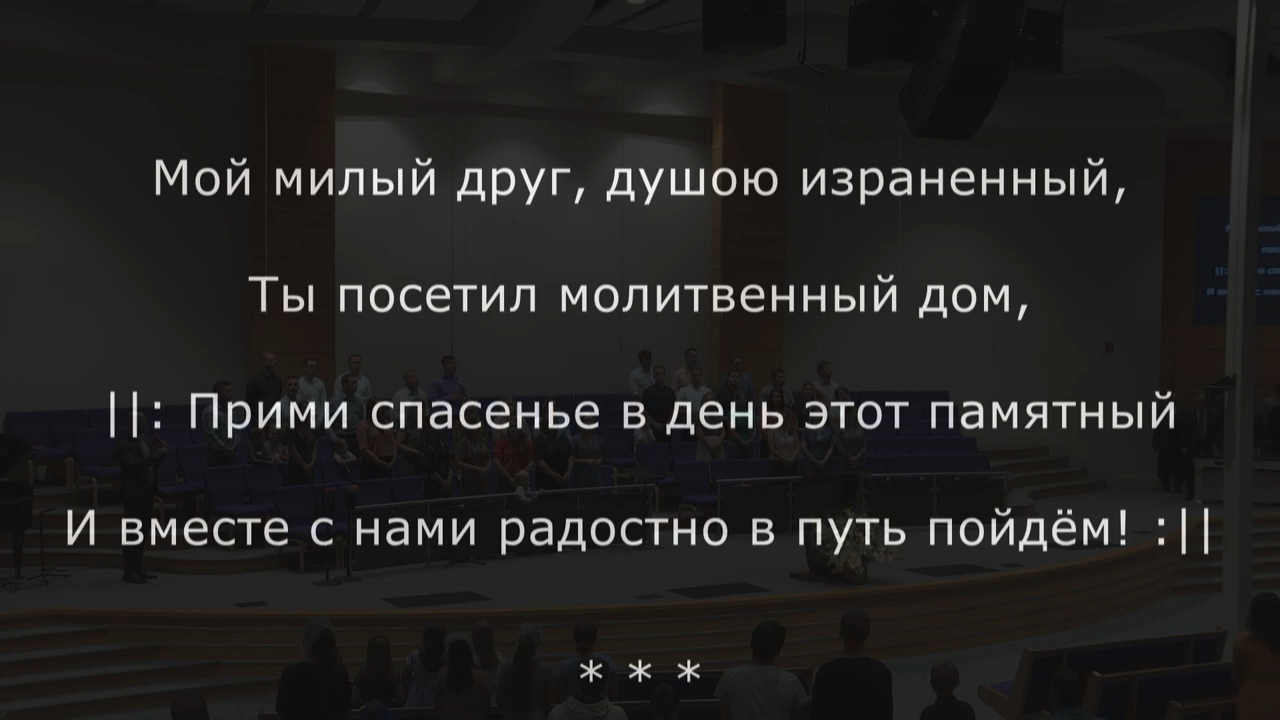 Мой милый друг, душою израненный,
Ты посетил молитвенный дом,
||: Прими спасенье в день этот памятный
И вместе с нами радостно в путь пойдём! :||
* * *